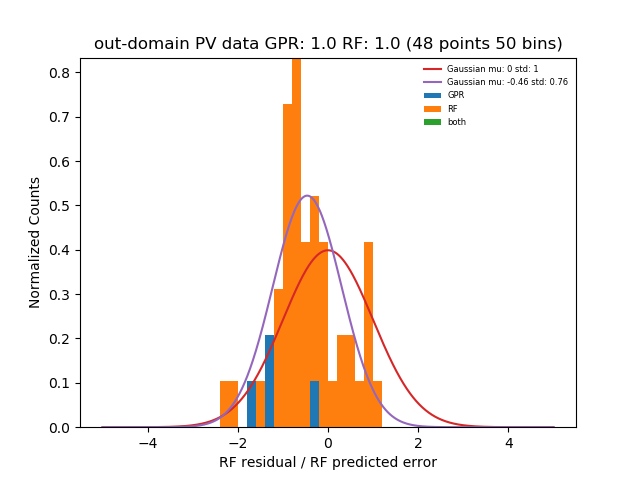 out-domain PV data GPR: 1.0 RF: 1.0 (48 points 50 bins)
Gaussian mu: 0 std: 1
Gaussian mu: -0.46 std: 0.76
GPR
RF
both
Normalized Counts
0.8
0.7
0.6
0.5
0.4
0.3
0.2
0.1
0.0
−4 −2 0 2 4
RF residual / RF predicted error